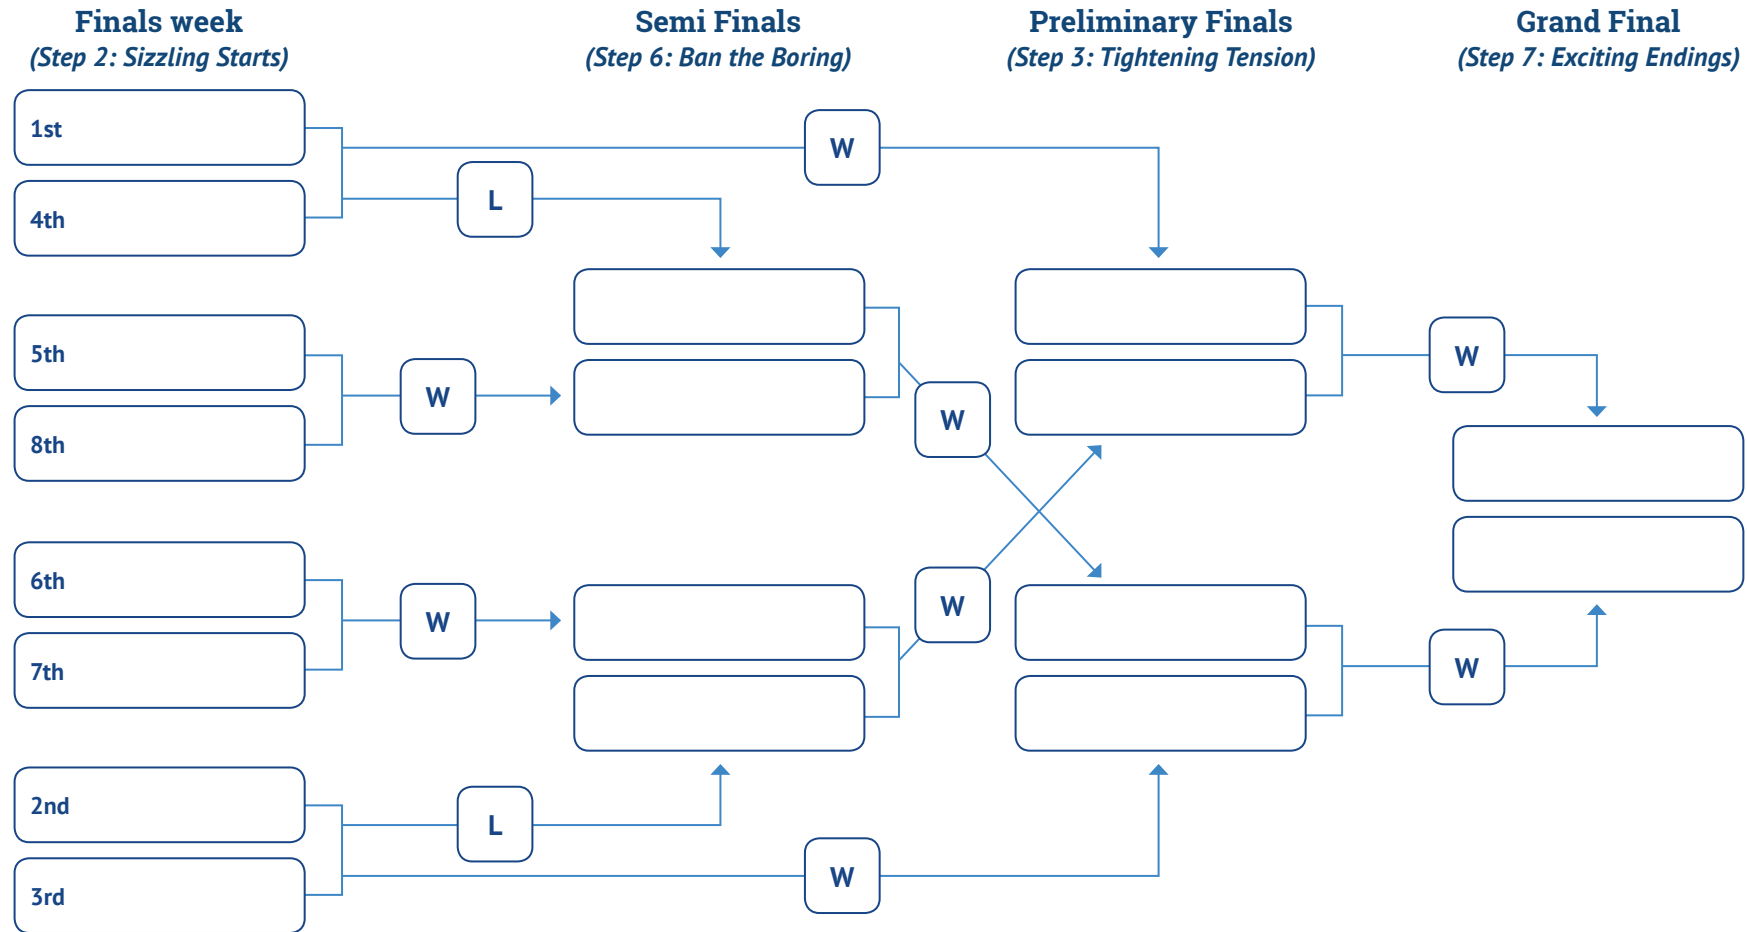 Finals week
(Step 2: Sizzling Starts)
Semi Finals
(Step 6: Ban the Boring)
Preliminary Finals
(Step 3: Tightening Tension)
Grand Final
(Step 7: Exciting Endings)
1st
4th
W
L
5th
8th
W
W
W
6th
7th
W
W
W
2nd
3rd
L
W